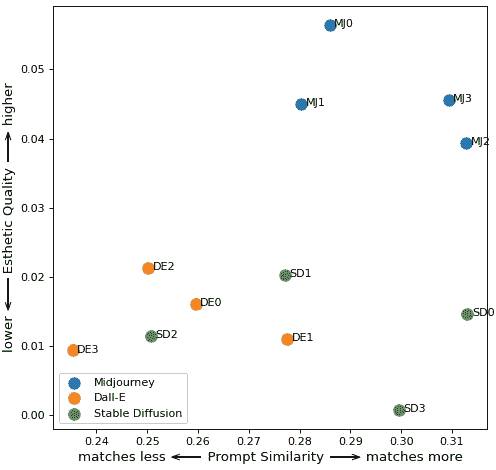 MJ0
0.05
MJ1
MJ3
MJ2
0.04
0.03
DE2
SD1
0.02
DE0
SD0
SD2
DE1
0.01
DE3
SD3
0.00
Midjourney
Dall-E
Stable Diffusion
lower ← Esthetic Quality → higher
0.24 0.25 0.26 0.27 0.28 0.29 0.30 0.31
matches less ← Prompt Similarity → matches more